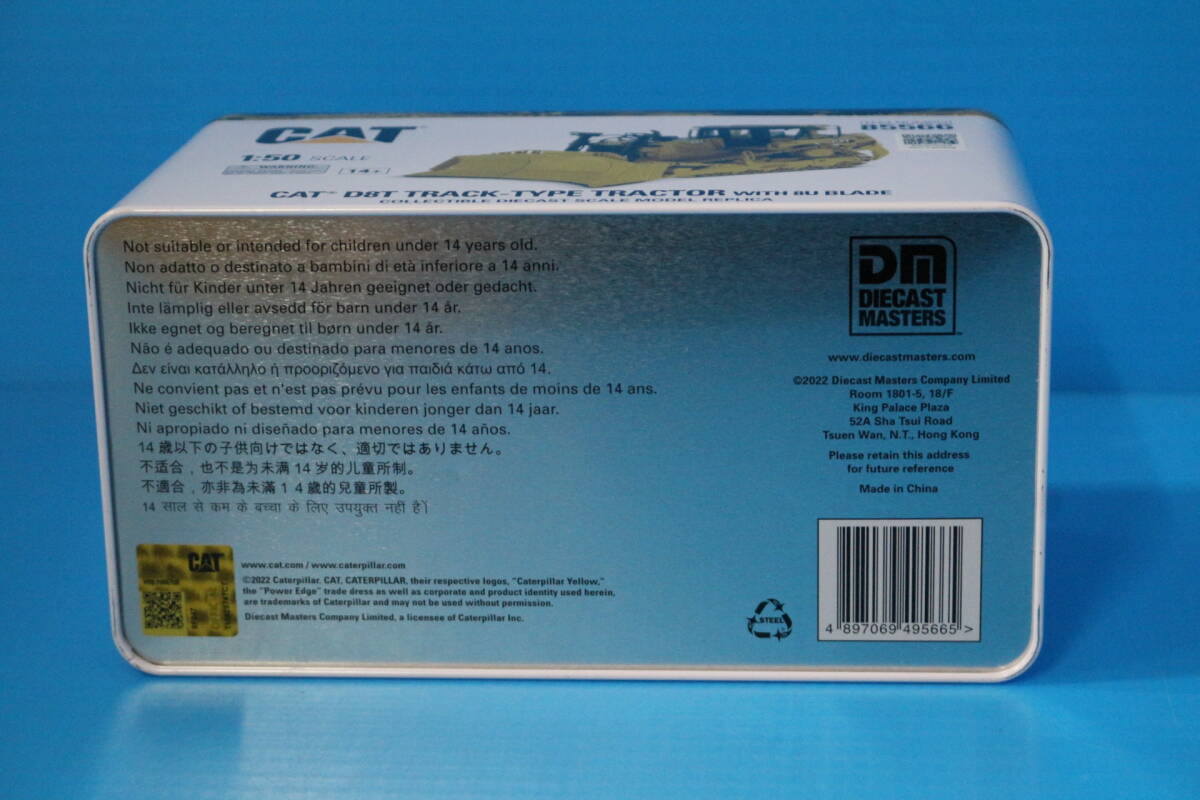 CAT
85566
1:50 SCALE
WARNING
14+
CAT® D8T TRACK-TYPE TRACTOR WITH 8U BLADE
COLLECTIBLE DIECAST SCALE MODEL REPLICA
Not suitable or intended for children under 14 years old.
Non adatto o destinato a bambini di età inferiore a 14 anni.
Nicht für Kinder unter 14 Jahren geeignet oder gedacht.
Inte lämplig eller avsedd för barn under 14 år.
Ikke egnet og beregnet til børn under 14 år.
Não é adequado ou destinado para menores de 14 anos.
Δεν είναι κατάλληλο ή προοριζόμενο για παιδιά κάτω από 14.
Ne convient pas et n'est pas prévu pour les enfants de moins de 14 ans.
Niet geschikt of bestemd voor kinderen jonger dan 14 jaar.
Ni apropiado ni diseñado para menores de 14 años.
14 歳以下の子供向けではなく、適切ではありません。
不适合，也不是为未满 14 岁的儿童所制。
不適合，亦非為未滿 1 4 歲的兒童所製。
14 साल से कम के बच्चा के लिए उपयुक्त नहीं है।
DM
DIECAST
MASTERS™
www.diecastmasters.com
©2022 Diecast Masters Company Limited
Room 1801-5, 18/F
King Palace Plaza
52A Sha Tsui Road
Tsuen Wan, N.T., Hong Kong
Please retain this address
for future reference
Made in China
CAT
www.cat.com / www.caterpillar.com
©2022 Caterpillar. CAT, CATERPILLAR, their respective logos, "Caterpillar Yellow,"
the "Power Edge" trade dress as well as corporate and product identity used herein,
are trademarks of Caterpillar and may not be used without permission.
Diecast Masters Company Limited, a licensee of Caterpillar Inc.
STEEL
4 897069 495665 >